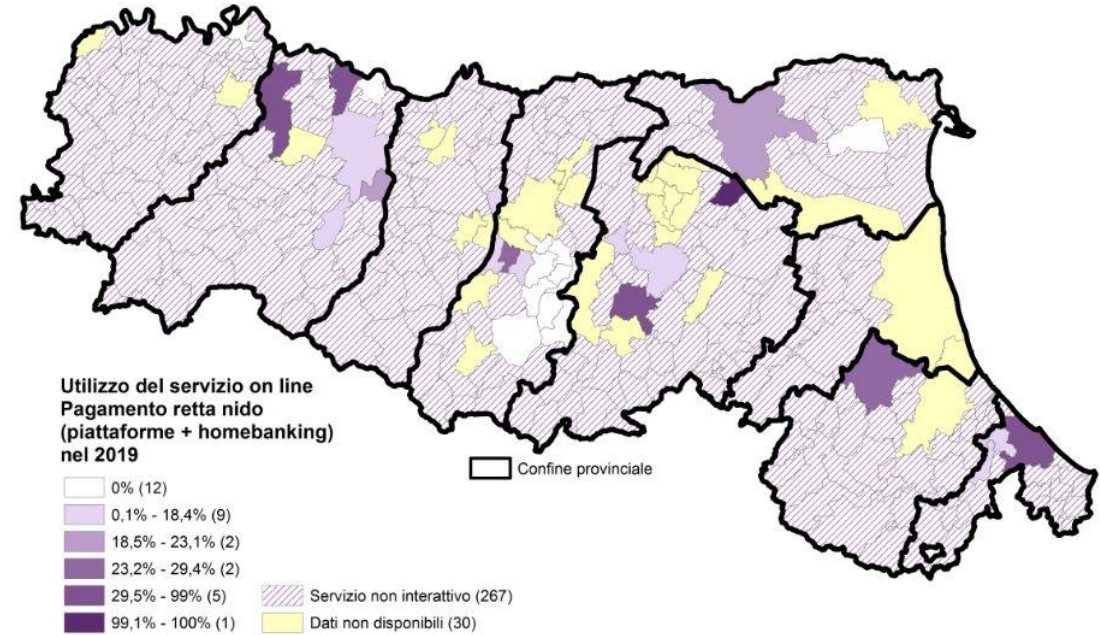 Utilizzo del servizio on line
Pagamento retta nido
(piattaforme + homebanking)
nel 2019
0% (12)
0,1% - 18,4% (9)
18,5% - 23,1% (2)
23,2% - 29,4% (2)
29,5% - 99% (5)
99,1% - 100% (1)
Confine provinciale
Servizio non interattivo (267)
Dati non disponibili (30)